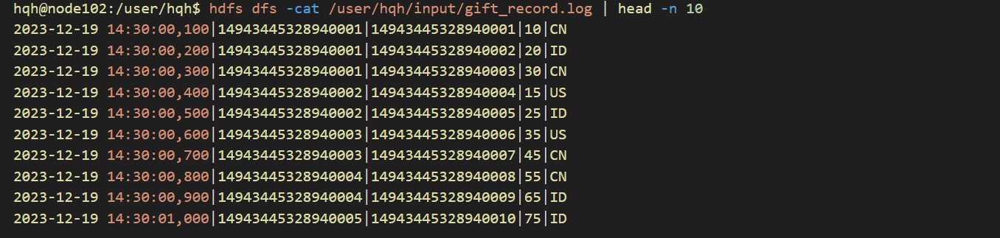 hqh@node102:/user/hqh$ hdfs dfs -cat /user/hqh/input/gift_record.log | head -n 10
2023-12-19 14:30:00,100|14943445328940001|14943445328940001|10|CN
2023-12-19 14:30:00,200|14943445328940001|14943445328940002|20|ID
2023-12-19 14:30:00,300|14943445328940001|14943445328940003|30|CN
2023-12-19 14:30:00,400|14943445328940002|14943445328940004|15|US
2023-12-19 14:30:00,500|14943445328940002|14943445328940005|25|ID
2023-12-19 14:30:00,600|14943445328940003|14943445328940006|35|US
2023-12-19 14:30:00,700|14943445328940003|14943445328940007|45|CN
2023-12-19 14:30:00,800|14943445328940004|14943445328940008|55|CN
2023-12-19 14:30:00,900|14943445328940004|14943445328940009|65|ID
2023-12-19 14:30:01,000|14943445328940005|14943445328940010|75|ID